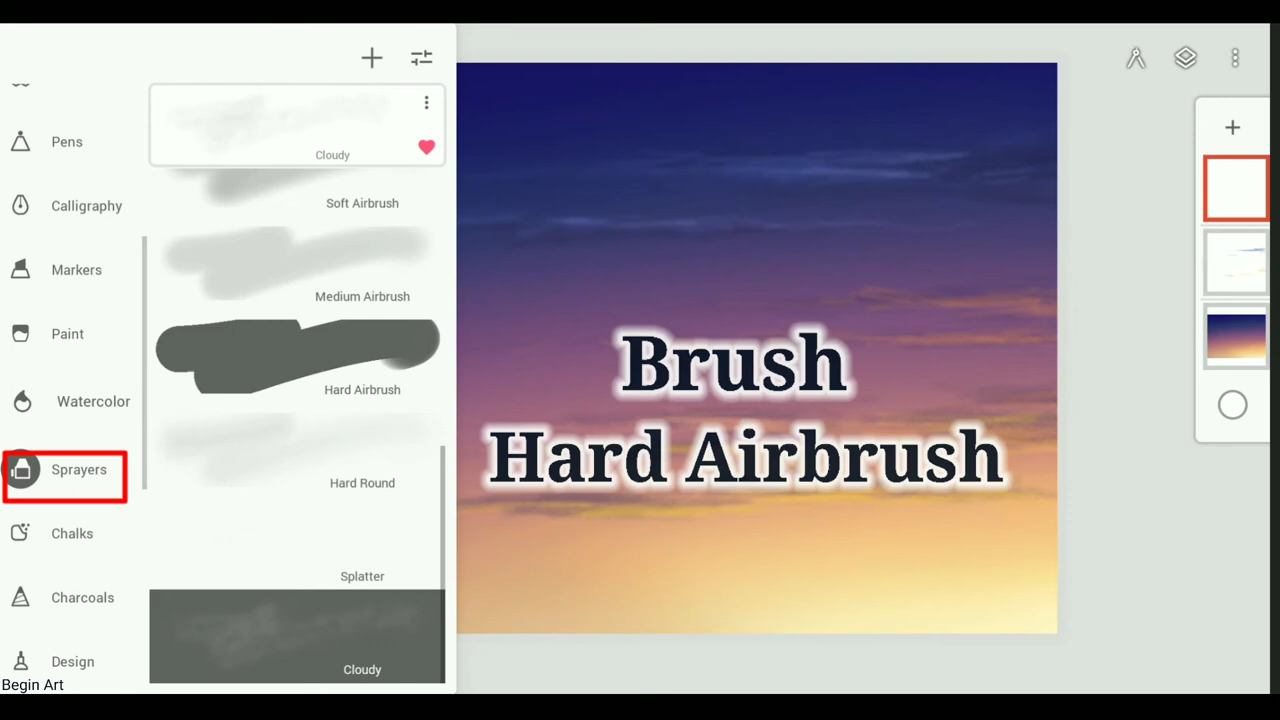 Pens
Calligraphy
Markers
Paint
Watercolor
Sprayers
Chalks
Charcoals
Design
Begin Art
Cloudy
Soft Airbrush
Medium Airbrush
Hard Airbrush
Hard Round
Splatter
Cloudy
Brush
Hard Airbrush